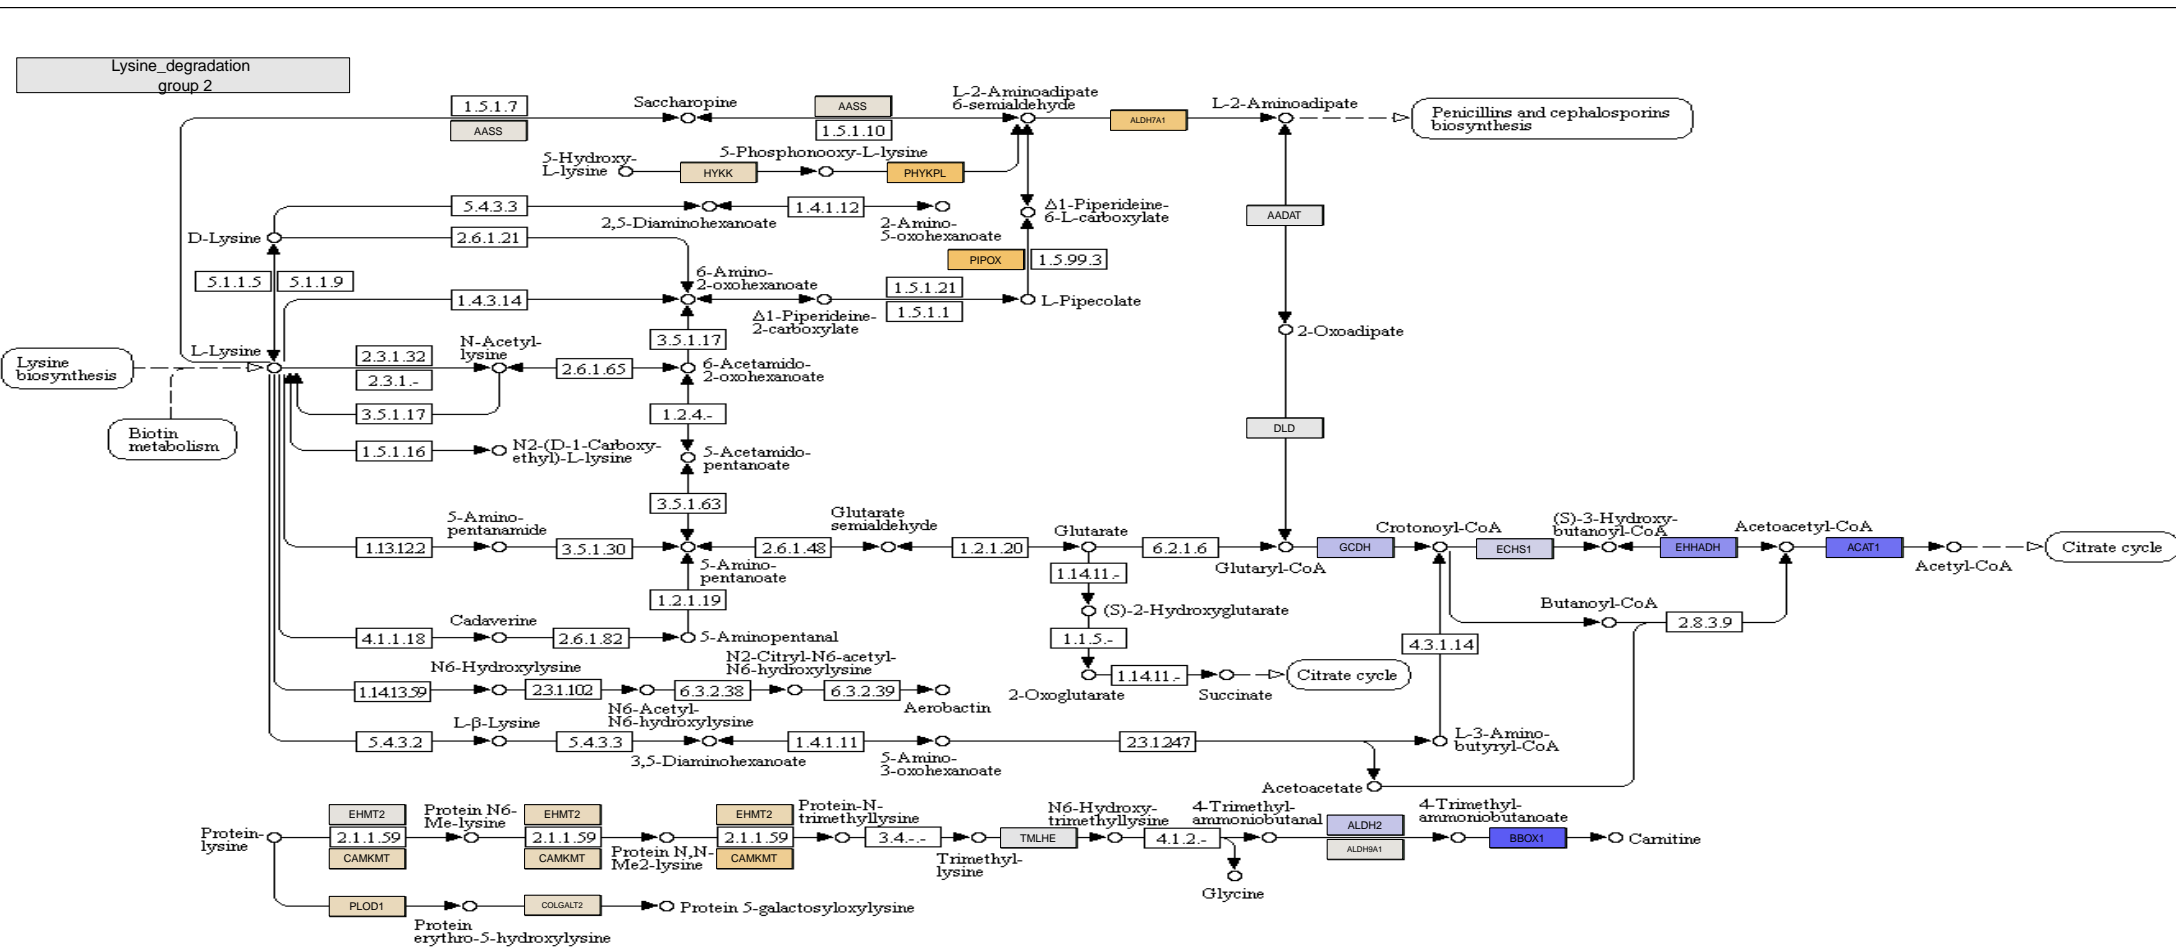 Lysine_degradation
group 2
1.5.1.7
AASS
Saccharopine
AASS
1.5.1.10
L-2-Aminoadipate
6-semialdehyde
ALDH7A1
L-2-Aminoadipate
Penicillins and cephalosporins
biosynthesis
5-Hydroxy-
L-lysine
HYKK
5-Phosphonooxy-L-lysine
PHYKPL
5.4.3.3
2,5-Diaminohexanoate
1.4.1.12
2-Amino-
5-oxohexanoate
Δ1-Piperideine-
6-L-carboxylate
AADAT
D-Lysine
2.6.1.21
PIPOX
1.5.99.3
5.1.1.5
5.1.1.9
6-Amino-
2-oxohexanoate
1.4.3.14
Δ1-Piperideine-
2-carboxylate
1.5.1.21
1.5.1.1
L-Pipecolate
2-Oxoadipate
Lysine
biosynthesis
L-Lysine
2.3.1.32
2.3.1.-
N-Acetyl-
lysine
2.6.1.65
3.5.1.17
6-Acetamido-
2-oxohexanoate
3.5.1.17
1.2.4.-
Biotin
metabolism
DLD
1.5.1.16
N2-(D-1-Carboxy-
ethyl)-L-lysine
5-Acetamido-
pentanoate
3.5.1.63
1.13.12.2
5-Amino-
pentanamide
3.5.1.30
5-Amino-
pentanoate
2.6.1.48
Glutarate
semialdehyde
1.2.1.20
Glutarate
6.2.1.6
Glutaryl-CoA
GCDH
Crotonoyl-CoA
ECHS1
(S)-3-Hydroxy-
butanoyl-CoA
EHHADH
Acetoacetyl-CoA
ACAT1
Acetyl-CoA
Citrate cycle
1.14.11.-
1.2.1.19
(S)-2-Hydroxyglutarate
Butanoyl-CoA
2.8.3.9
4.1.1.18
Cadaverine
2.6.1.82
5-Aminopentanal
1.1.5.-
4.3.1.14
2-Oxoglutarate
1.14.11.-
Succinate
Citrate cycle
1.14.13.59
N6-Hydroxylysine
2.3.1.102
N6-Acetyl-
N6-hydroxylysine
6.3.2.38
N2-Citryl-N6-acetyl-
N6-hydroxylysine
6.3.2.39
Aerobactin
5.4.3.2
L-β-Lysine
5.4.3.3
3,5-Diaminohexanoate
1.4.1.11
5-Amino-
3-oxohexanoate
2.3.1.247
L-3-Amino-
butyryl-CoA
Acetoacetate
Protein-
lysine
EHMT2
2.1.1.59
CAMKMT
Protein N6-
Me-lysine
EHMT2
2.1.1.59
CAMKMT
Protein N,N-
Me2-lysine
EHMT2
2.1.1.59
CAMKMT
Protein-N-
trimethyllysine
3.4.-.-
Trimethyl-
lysine
TMLHE
N6-Hydroxy-
trimethyllysine
4.1.2.-
Glycine
4-Trimethyl-
ammoniobutanal
ALDH2
ALDH9A1
4-Trimethyl-
ammoniobutanoate
BBOX1
Carnitine
PLOD1
Protein
erythro-5-hydroxylysine
COLGALT2
Protein 5-galactosyloxylysine